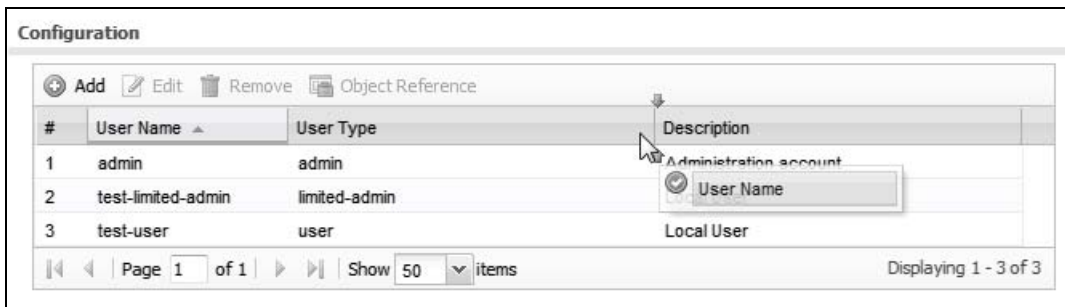 Configuration
Add Edit Remove Object Reference
# User Name User Type Description
1 admin admin Administration account
User Name
2 test-limited-admin limited-admin Local User
3 test-user user Local User
Page 1 of 1 Show 50 items Displaying 1 - 3 of 3